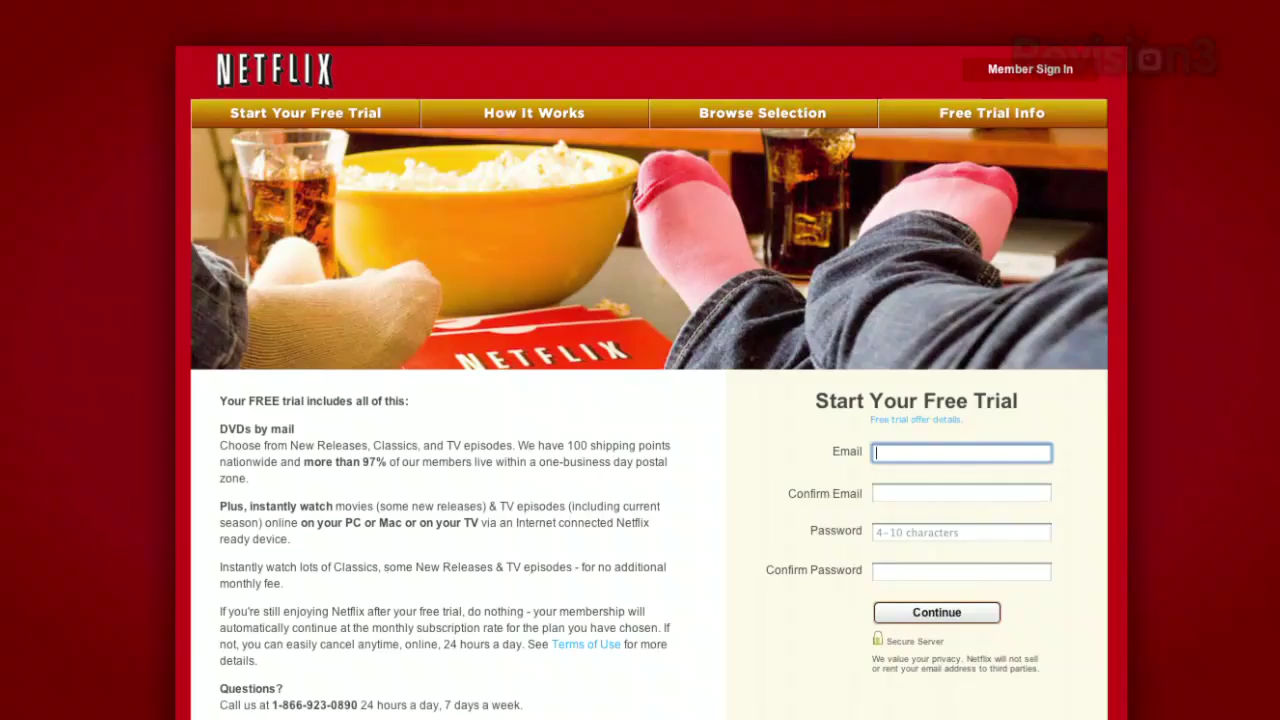 NETFLIX
Revision3
Member Sign In
Start Your Free Trial
How It Works
Browse Selection
Free Trial Info
NETFLIX
Your FREE trial includes all of this:
DVDs by mail
Choose from New Releases, Classics, and TV episodes. We have 100 shipping points
nationwide and more than 97% of our members live within a one-business day postal
zone.
Plus, instantly watch movies (some new releases) & TV episodes (including current
season) online on your PC or Mac or on your TV via an Internet connected Netflix
ready device.
Instantly watch lots of Classics, some New Releases & TV episodes - for no additional
monthly fee.
If you're still enjoying Netflix after your free trial, do nothing - your membership will
automatically continue at the monthly subscription rate for the plan you have chosen. If
not, you can easily cancel anytime, online, 24 hours a day. See Terms of Use for more
details.
Questions?
Call us at 1-866-923-0890 24 hours a day, 7 days a week.
Start Your Free Trial
Free trial offer details.
Email
Confirm Email
Password
4-10 characters
Confirm Password
Continue
Secure Server
We value your privacy. Netflix will not sell
or rent your email address to third parties.